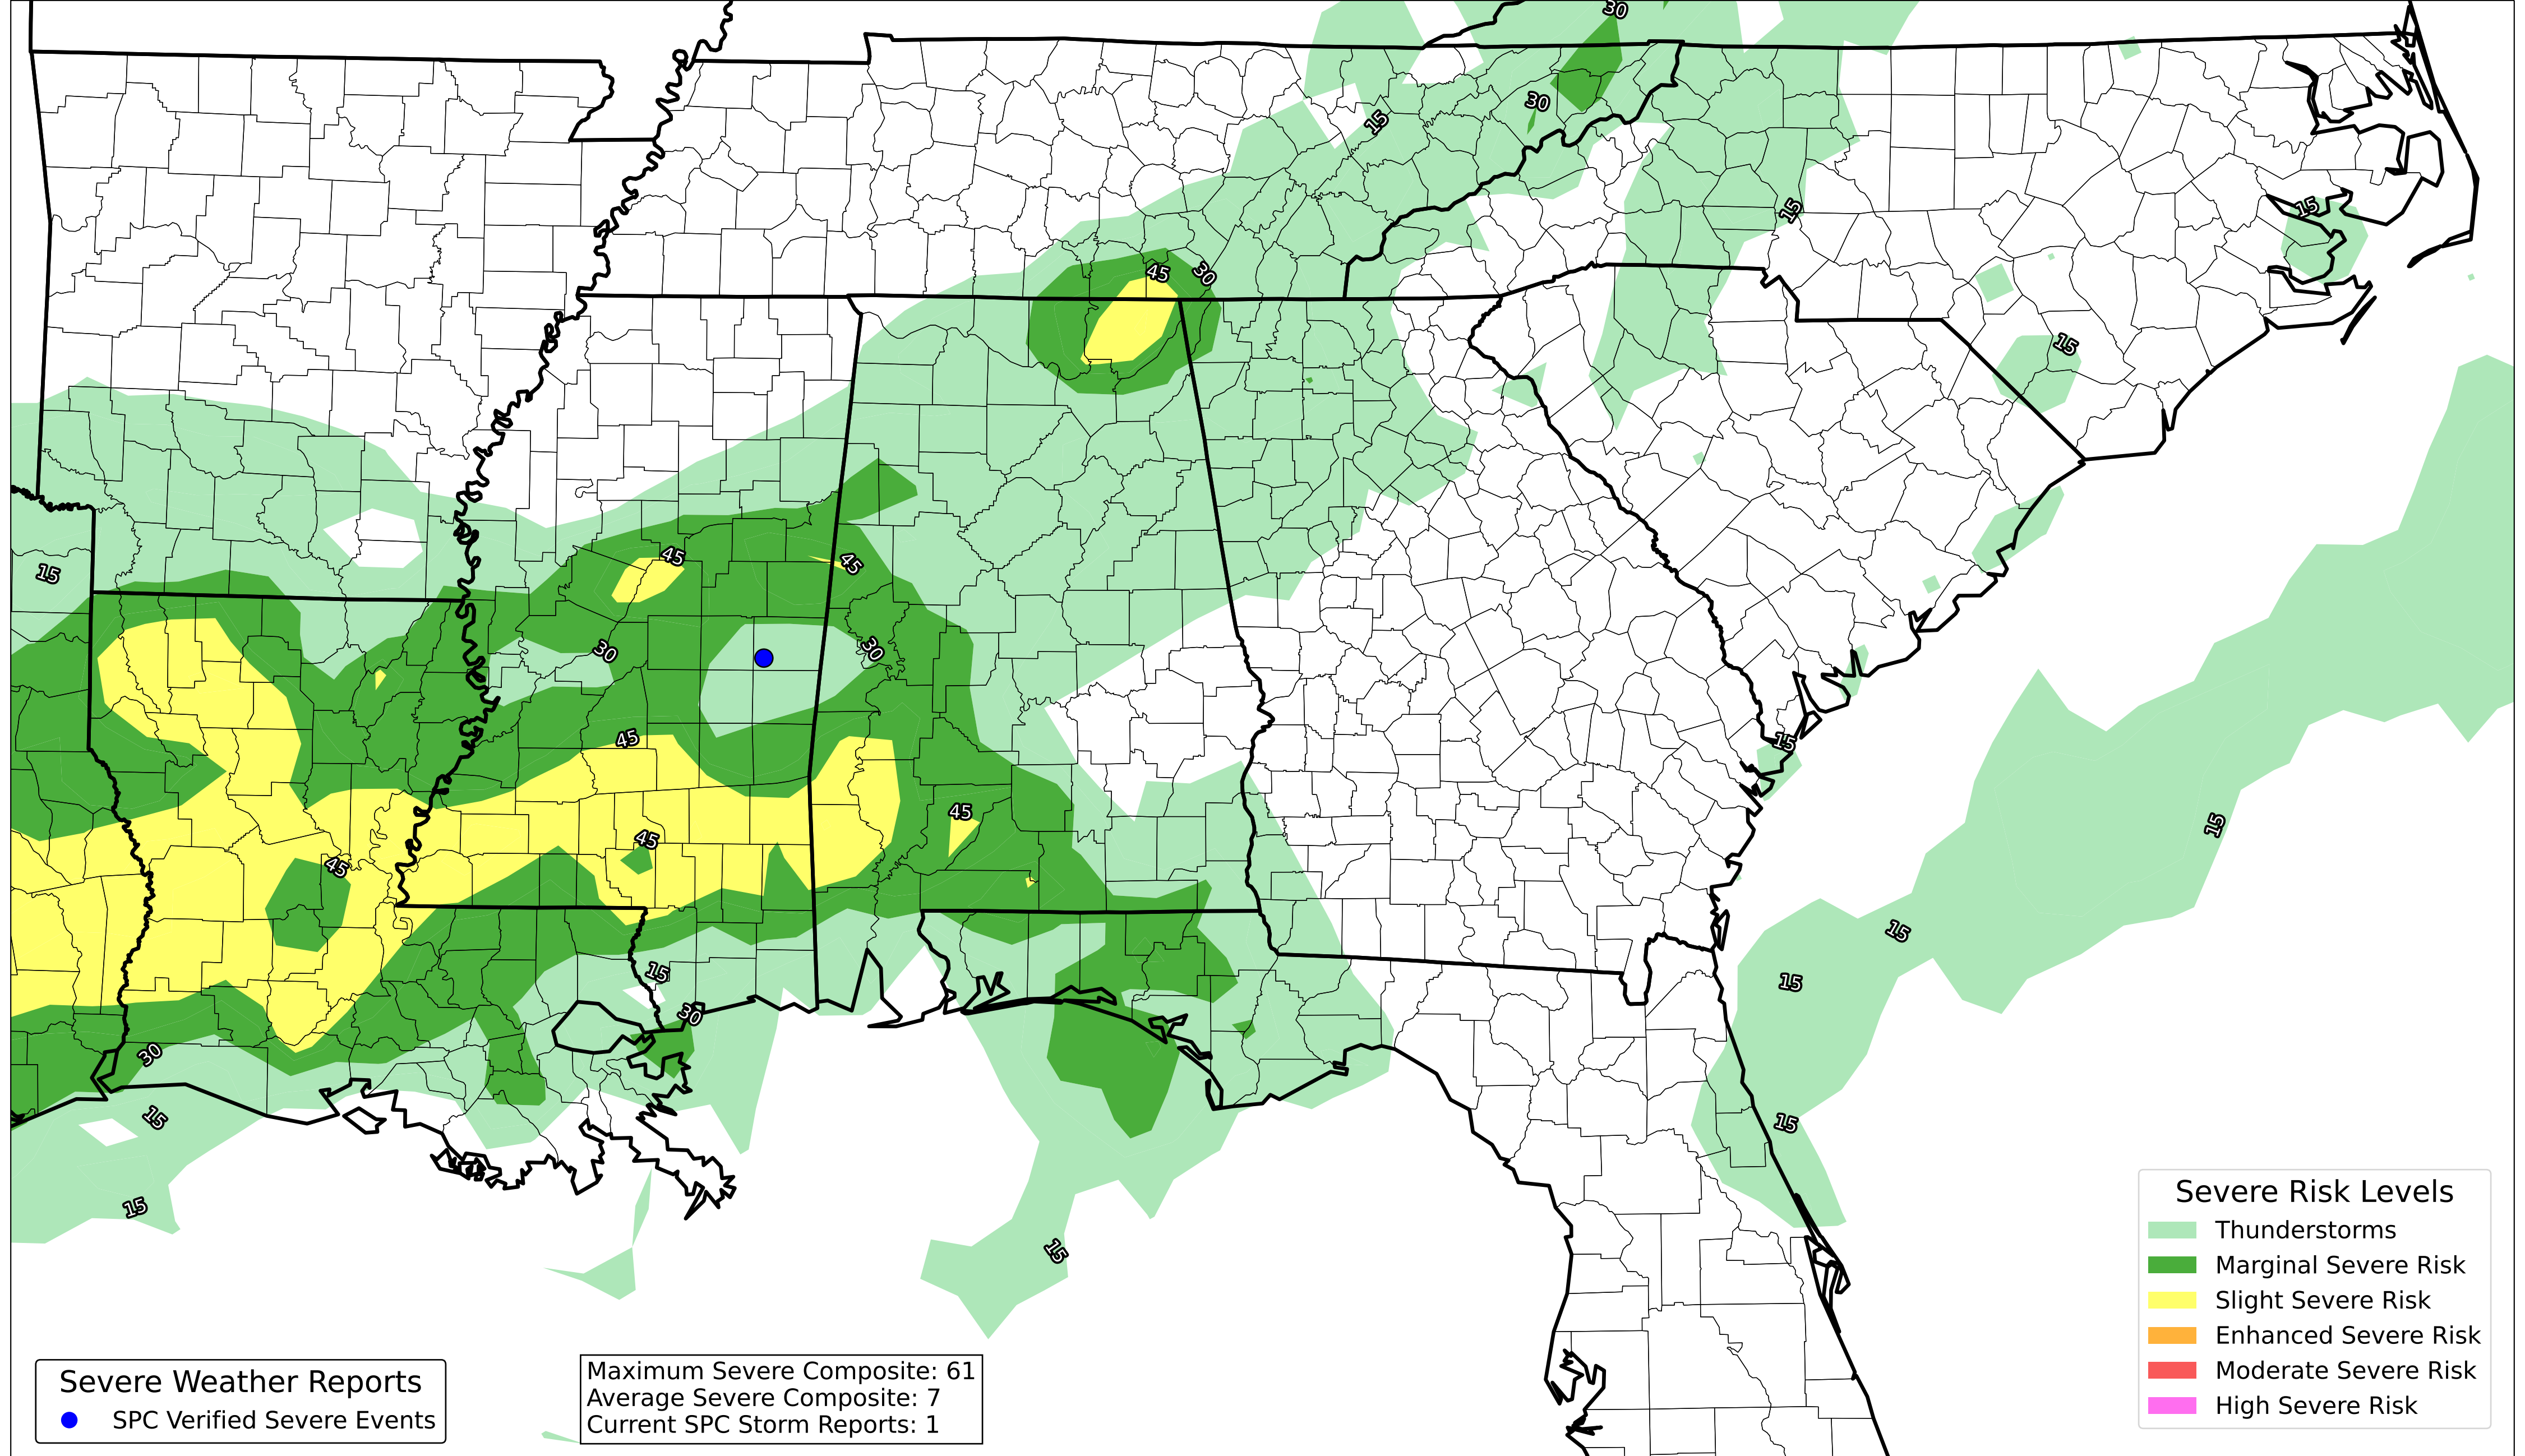 30
30
15
15
15
45
30
15
45
45
15
30
30
45
15
45
15
45
45
15
15
15
30
30
15
15
15
15
Severe Risk Levels
Thunderstorms
Marginal Severe Risk
Slight Severe Risk
Enhanced Severe Risk
Moderate Severe Risk
High Severe Risk
Severe Weather Reports
SPC Verified Severe Events
Maximum Severe Composite: 61
Average Severe Composite: 7
Current SPC Storm Reports: 1